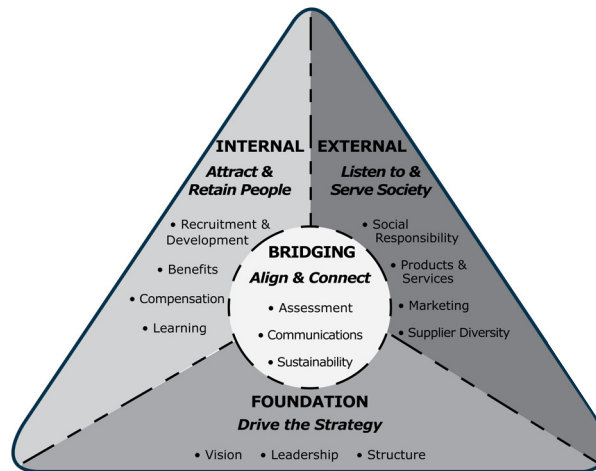 INTERNAL
Attract &
Retain People
• Recruitment &
Development
• Benefits
• Compensation
• Learning
EXTERNAL
Listen to &
Serve Society
• Social
Responsibility
• Products &
Services
• Marketing
• Supplier Diversity
BRIDGING
Align & Connect
• Assessment
• Communications
• Sustainability
FOUNDATION
Drive the Strategy
• Vision • Leadership • Structure